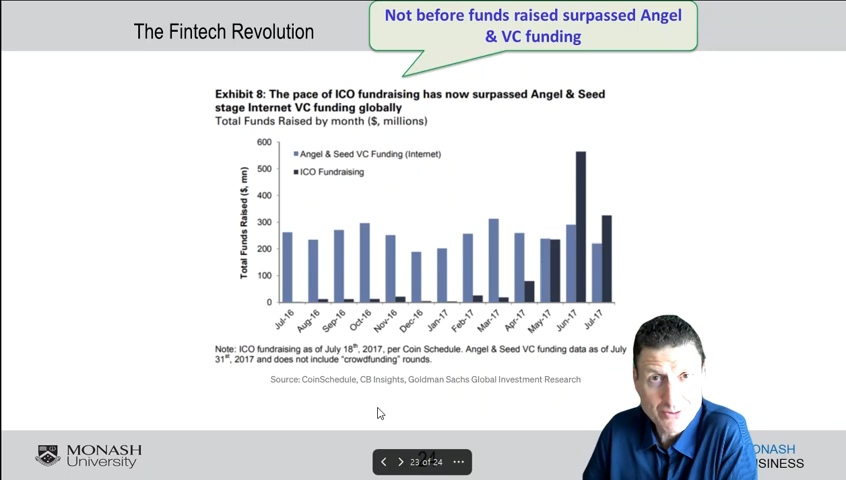 The Fintech Revolution
Not before funds raised surpassed Angel
& VC funding
Exhibit 8: The pace of ICO fundraising has now surpassed Angel & Seed
stage Internet VC funding globally
Total Funds Raised by month ($, millions)
Total Funds Raised ($, mn)
600
500
400
300
200
100
0
Angel & Seed VC Funding (Internet)
ICO Fundraising
Jul-16
Aug-16
Sep-16
Oct-16
Nov-16
Dec-16
Jan-17
Feb-17
Mar-17
Apr-17
May-17
Jun-17
Jul-17
Note: ICO fundraising as of July 18th, 2017, per Coin Schedule. Angel & Seed VC funding data as of July
31st, 2017 and does not include “crowdfunding” rounds.
Source: CoinSchedule, CB Insights, Goldman Sachs Global Investment Research
MONASH
University
23 of 24
ONASH
SINESS